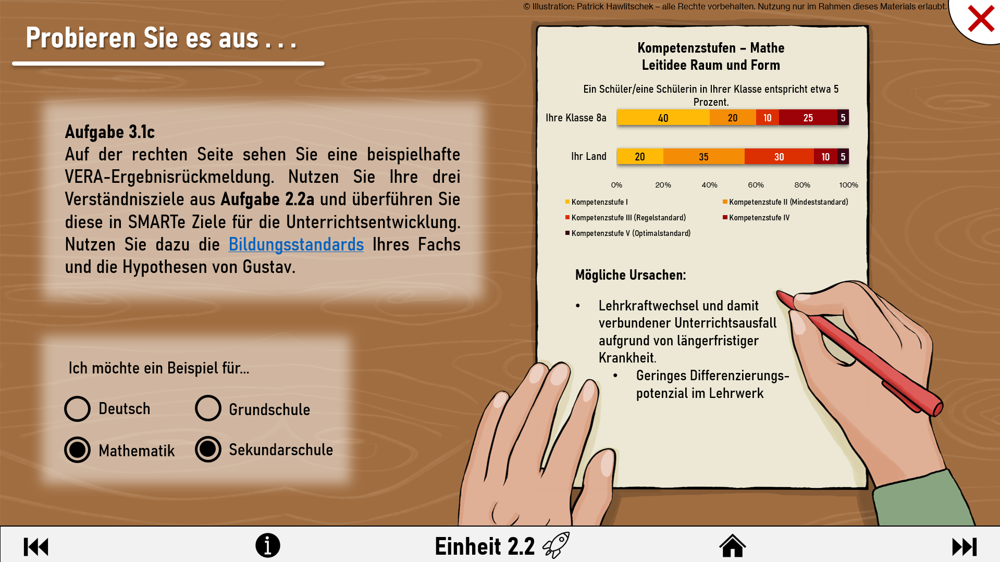 © Illustration: Patrick Hawlitschek – alle Rechte vorbehalten. Nutzung nur im Rahmen dieses Materials erlaubt.
Probieren Sie es aus . . .
Aufgabe 3.1c
Auf der rechten Seite sehen Sie eine beispielhafte
VERA-Ergebnisrückmeldung. Nutzen Sie Ihre drei
Verständnisziele aus Aufgabe 2.2a und überführen Sie
diese in SMARTe Ziele für die Unterrichtsentwicklung.
Nutzen Sie dazu die Bildungsstandards Ihres Fachs
und die Hypothesen von Gustav.
Ich möchte ein Beispiel für...
Deutsch
Grundschule
Mathematik
Sekundarschule
Kompetenzstufen – Mathe
Leitidee Raum und Form
Ein Schüler/eine Schülerin in Ihrer Klasse entspricht etwa 5
Prozent.
Ihre Klasse 8a 40 20 10 25 5
Ihr Land 20 35 30 10 5
0% 20% 40% 60% 80% 100%
Kompetenzstufe I
Kompetenzstufe II (Mindeststandard)
Kompetenzstufe III (Regelstandard)
Kompetenzstufe IV
Kompetenzstufe V (Optimalstandard)
Mögliche Ursachen:
• Lehrkraftwechsel und damit
verbundener Unterrichtsausfall
aufgrund von längerfristiger
Krankheit.
• Geringes Differenzierungs-
potenzial im Lehrwerk
Einheit 2.2